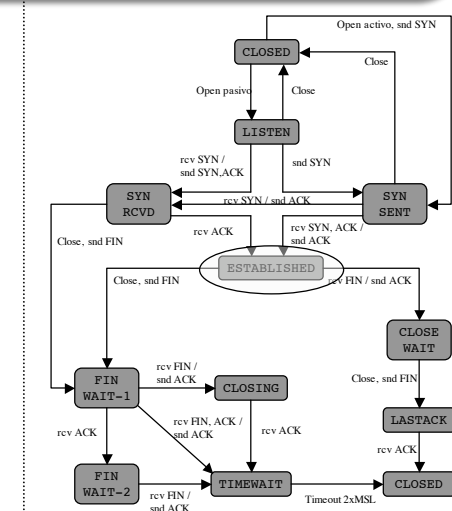 Open activo, snd SYN
CLOSED
Close
Open pasivo
Close
LISTEN
rcv SYN /
snd SYN,ACK
snd SYN
SYN
RCVD
rcv SYN / snd ACK
SYN
SENT
rcv ACK
rcv SYN, ACK /
snd ACK
Close, snd FIN
ESTABLISHED
Close, snd FIN
rcv FIN / snd ACK
CLOSE
WAIT
rcv FIN /
snd ACK
Close, snd FIN
FIN
WAIT-1
CLOSING
rcv FIN, ACK /
snd ACK
LASTACK
rcv ACK
rcv ACK
rcv ACK
FIN
WAIT-2
TIMEWAIT
CLOSED
rcv FIN /
snd ACK
Timeout 2xMSL